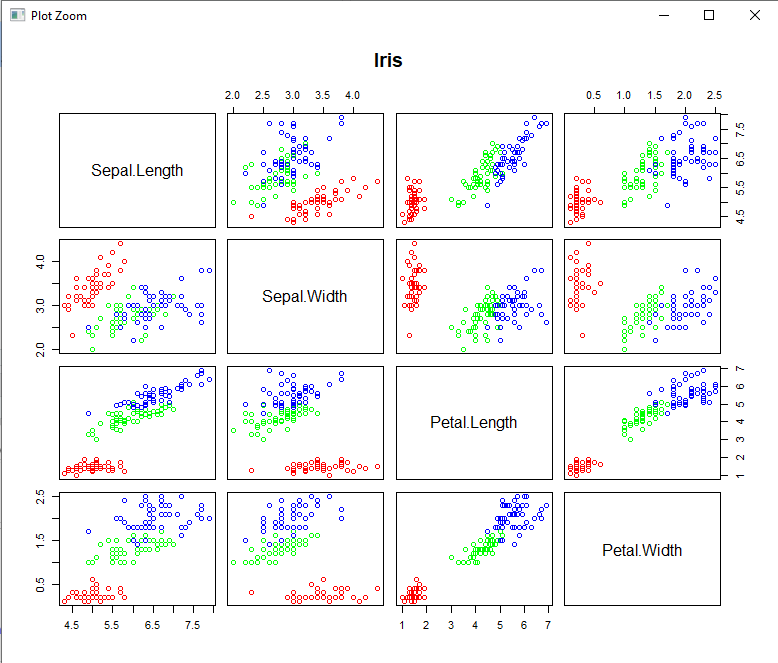 Plot Zoom
Iris
2.0 2.5 3.0 3.5 4.0
0.5 1.0 1.5 2.0 2.5
Sepal.Length
4.5 5.5 6.5 7.5
2.0 3.0 4.0
Sepal.Width
Petal.Length
1 2 3 4 5 6 7
0.5 1.5 2.5
Petal.Width
4.5 5.5 6.5 7.5
1 2 3 4 5 6 7